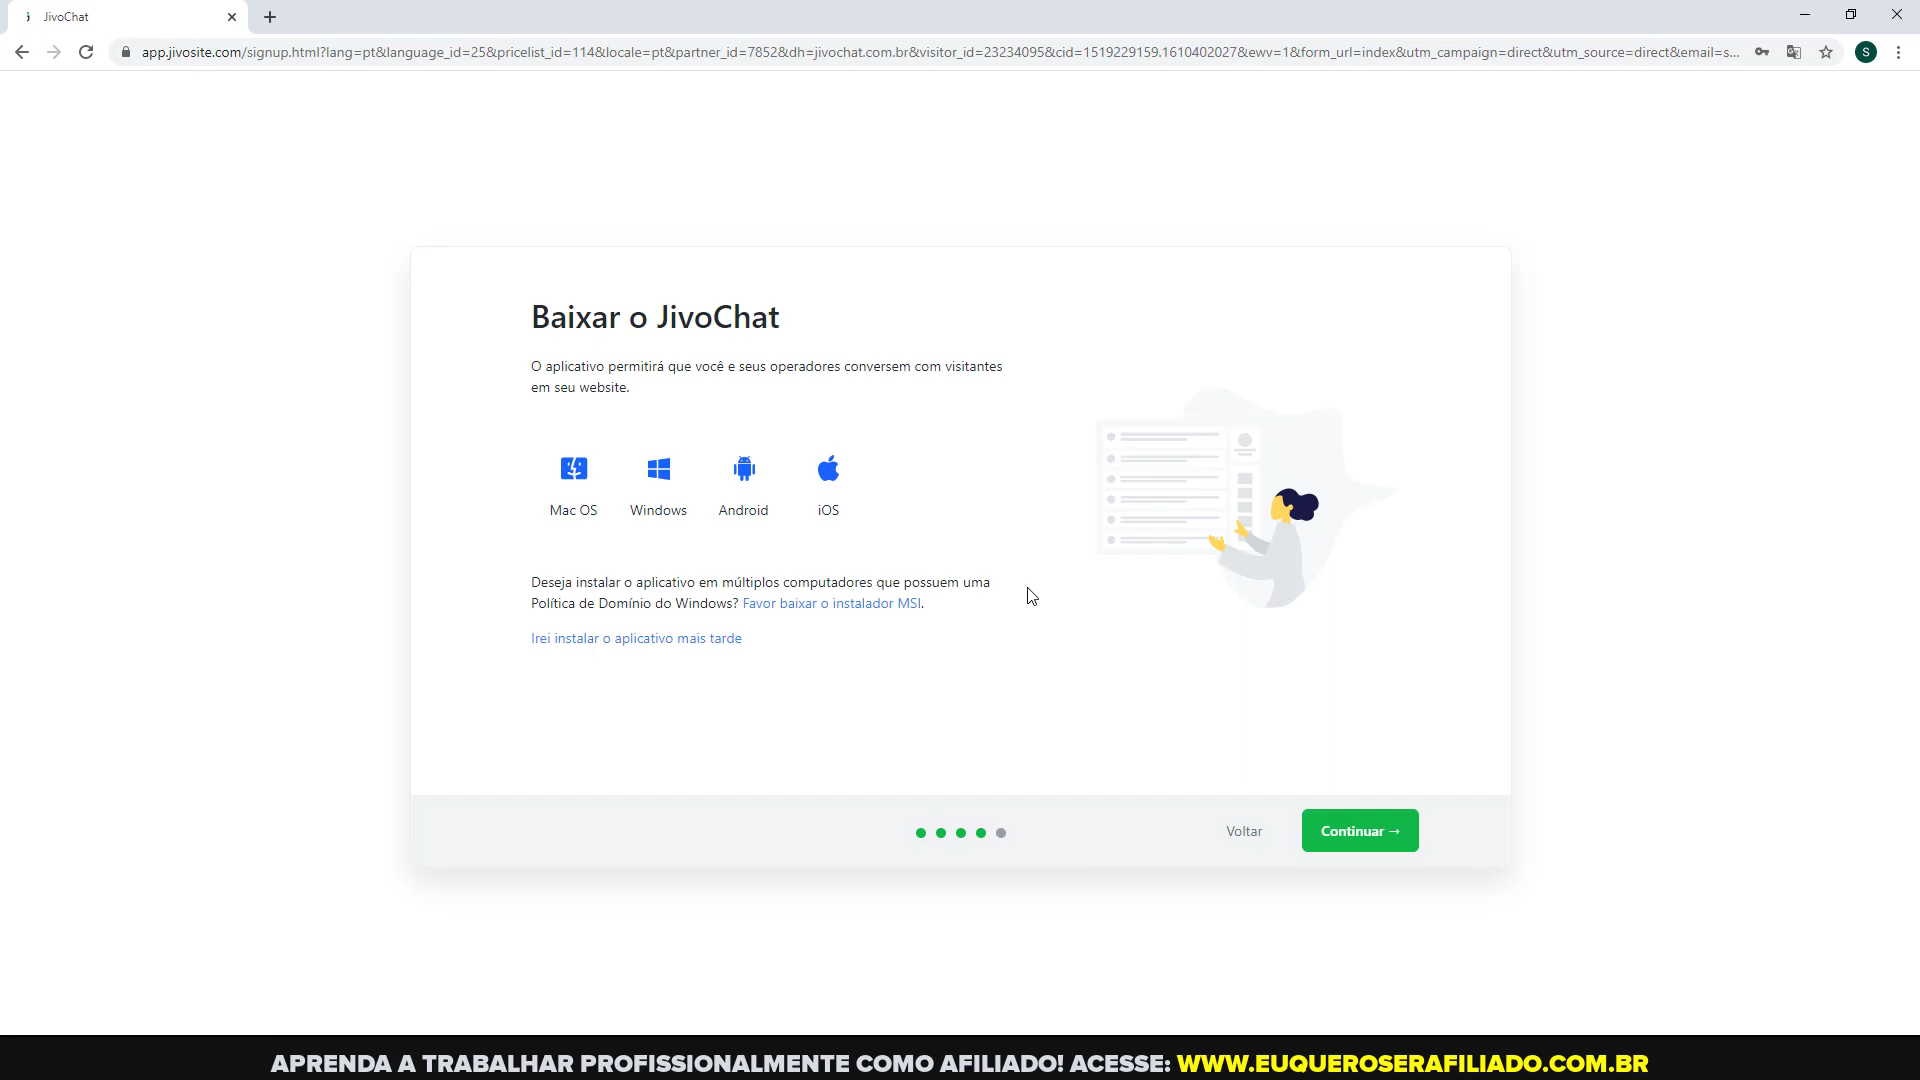 JivoChat
app.jivosite.com/signup.html?lang=pt&language_id=25&pricelist_id=114&locale=pt&partner_id=7852&dh=jivochat.com.br&visitor_id=23234095&cid=1519229159.1610402027&ewv=1&form_url=index&utm_campaign=direct&utm_source=direct&email=s...
S
Baixar o JivoChat
O aplicativo permitirá que você e seus operadores conversem com visitantes
em seu website.
Mac OS Windows Android iOS
Deseja instalar o aplicativo em múltiplos computadores que possuem uma
Política de Domínio do Windows? Favor baixar o instalador MSI.
Irei instalar o aplicativo mais tarde
Voltar Continuar →
APRENDA A TRABALHAR PROFISSIONALMENTE COMO AFILIADO! ACESSE: WWW.EUQUEROSERAFILIADO.COM.BR